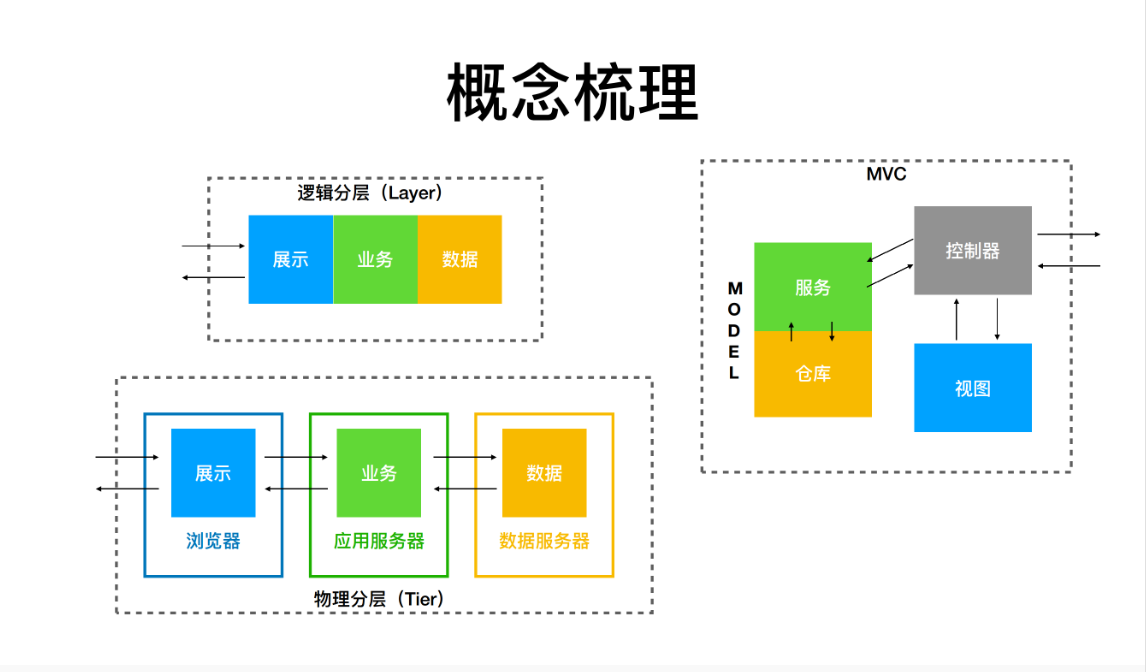 概念梳理
逻辑分层（Layer）
展示
业务
数据
展示
浏览器
业务
应用服务器
数据
数据服务器
物理分层（Tier）
MVC
MODEL
服务
仓库
控制器
视图